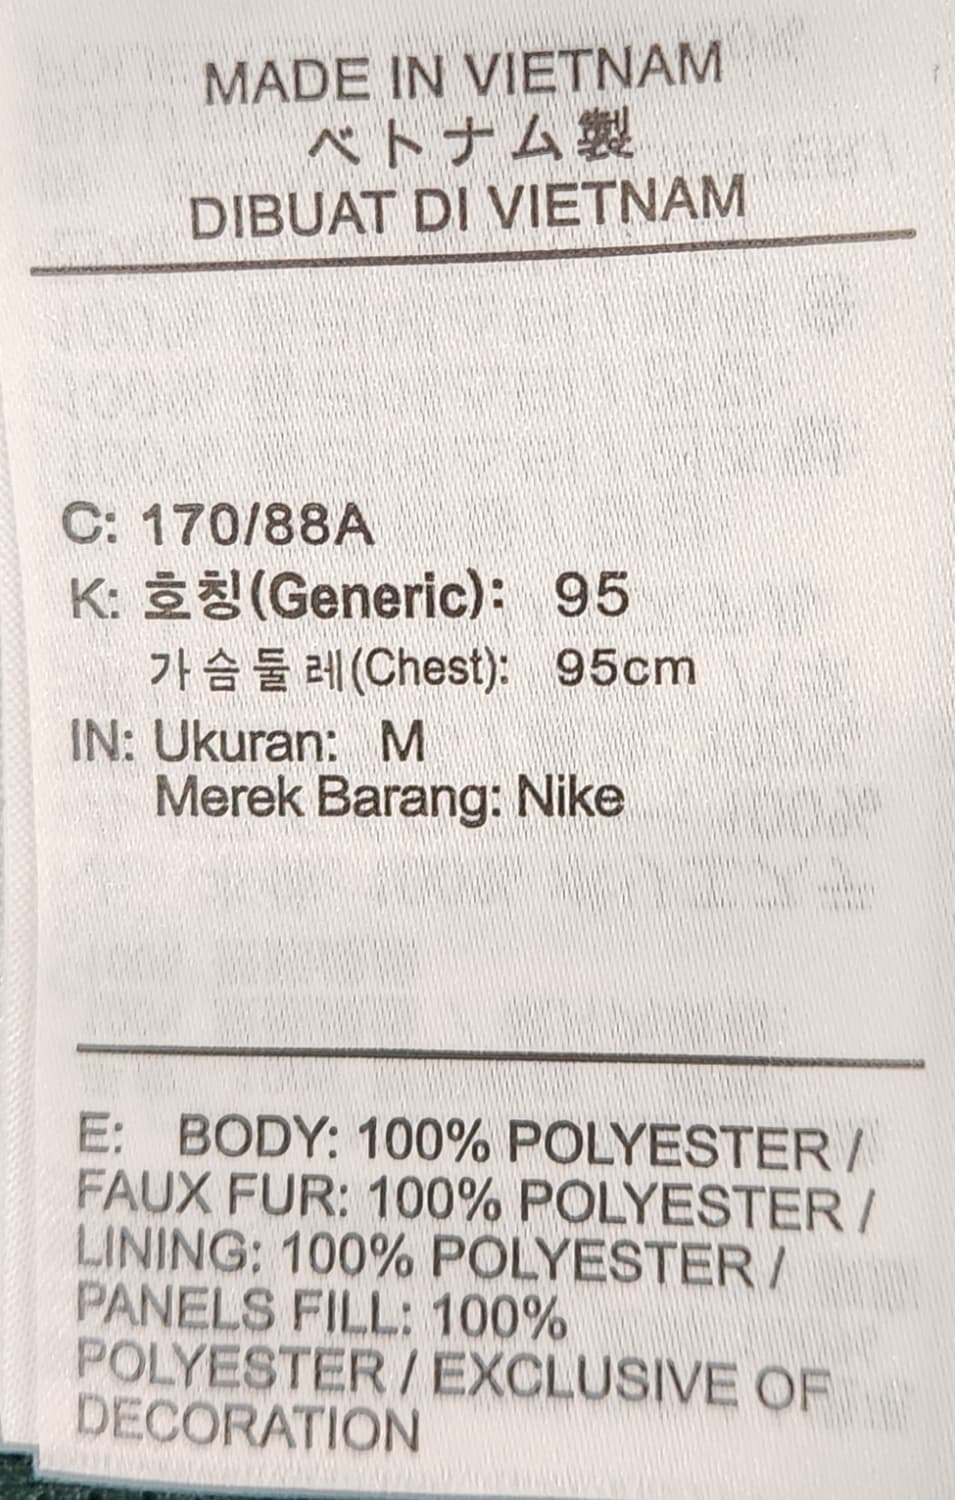 MADE IN VIETNAM
ベトナム製
DIBUAT DI VIETNAM
C: 170/88A
K: 호칭(Generic): 95
가슴둘레(Chest): 95cm
IN: Ukuran: M
Merek Barang: Nike
E: BODY: 100% POLYESTER /
FAUX FUR: 100% POLYESTER /
LINING: 100% POLYESTER /
PANELS FILL: 100%
POLYESTER / EXCLUSIVE OF
DECORATION